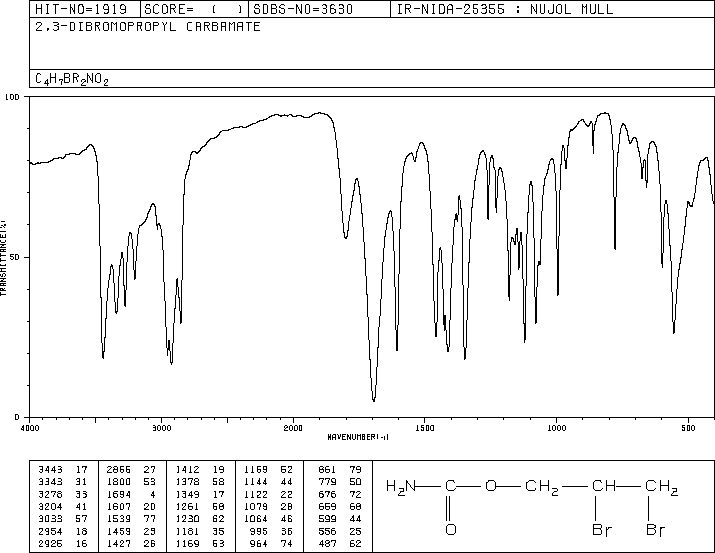 HIT-NO=1919 SCORE= ( ) SDBS-NO=3630 IR-NIDA-25355 : NUJOL MULL
2,3-DIBROMOPROPYL CARBAMATE
C4H7BR2NO2
100
50
0
TRANSMITTANCE(%)
4000 3000 2000 1500 1000 500
WAVENUMBER(-1)
3443 17 2866 27 1412 19 1159 52 861 79
3343 31 1800 53 1378 58 1144 44 779 50
3278 33 1694 4 1349 17 1122 22 676 72
3204 41 1607 20 1261 58 1079 28 659 68
3033 57 1539 77 1230 62 1064 46 599 44
2954 18 1459 23 1181 35 996 36 556 25
2925 16 1427 26 1169 53 964 74 487 62
H2N C O CH2 CH CH2
O Br Br